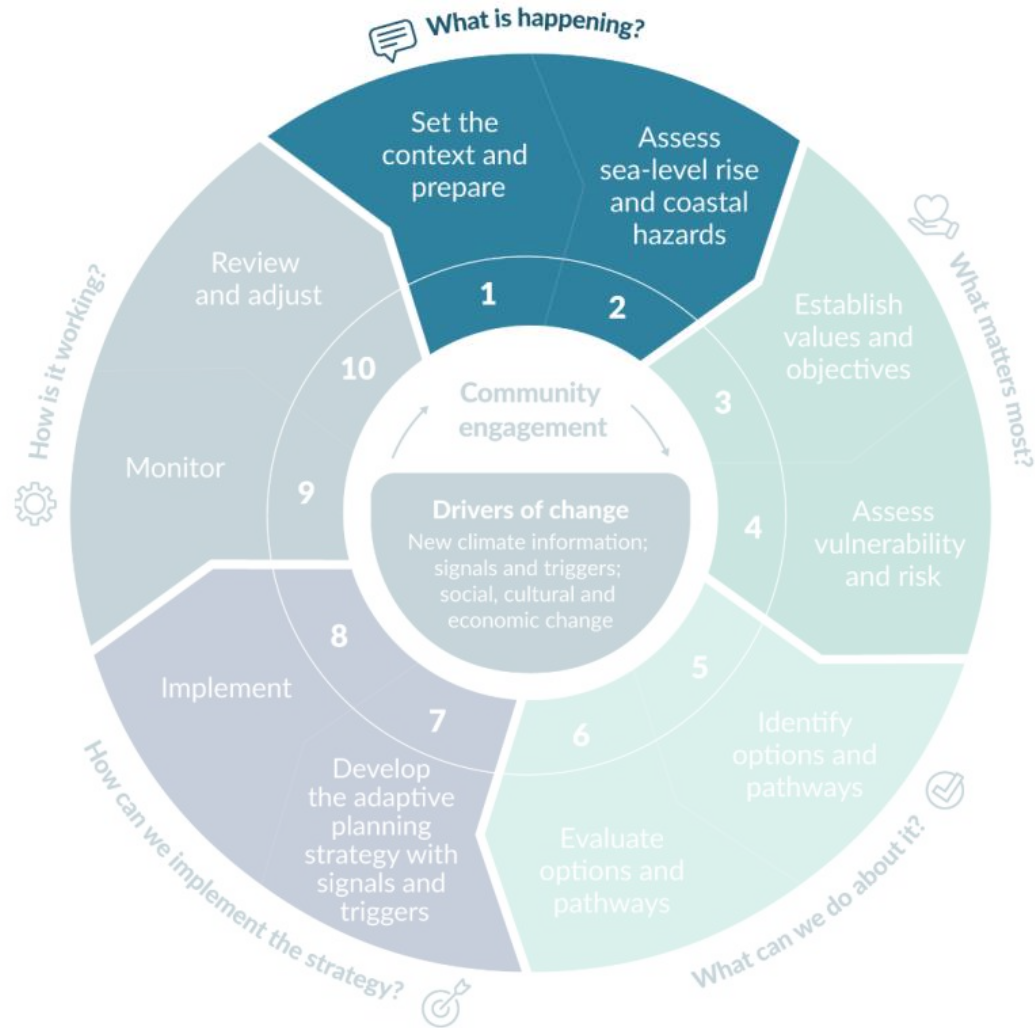 What is happening?
Set the
context and
prepare
1
Assess
sea-level rise
and coastal
hazards
2
What matters most?
Establish
values and
objectives
3
Assess
vulnerability
and risk
4
What can we do about it?
Identify
options and
pathways
5
Evaluate
options and
pathways
6
How can we implement the strategy?
Develop
the adaptive
planning
strategy with
signals and
triggers
7
Implement
8
How is it working?
Monitor
9
Review
and adjust
10
Community
engagement
Drivers of change
New climate information;
signals and triggers;
social, cultural and
economic change